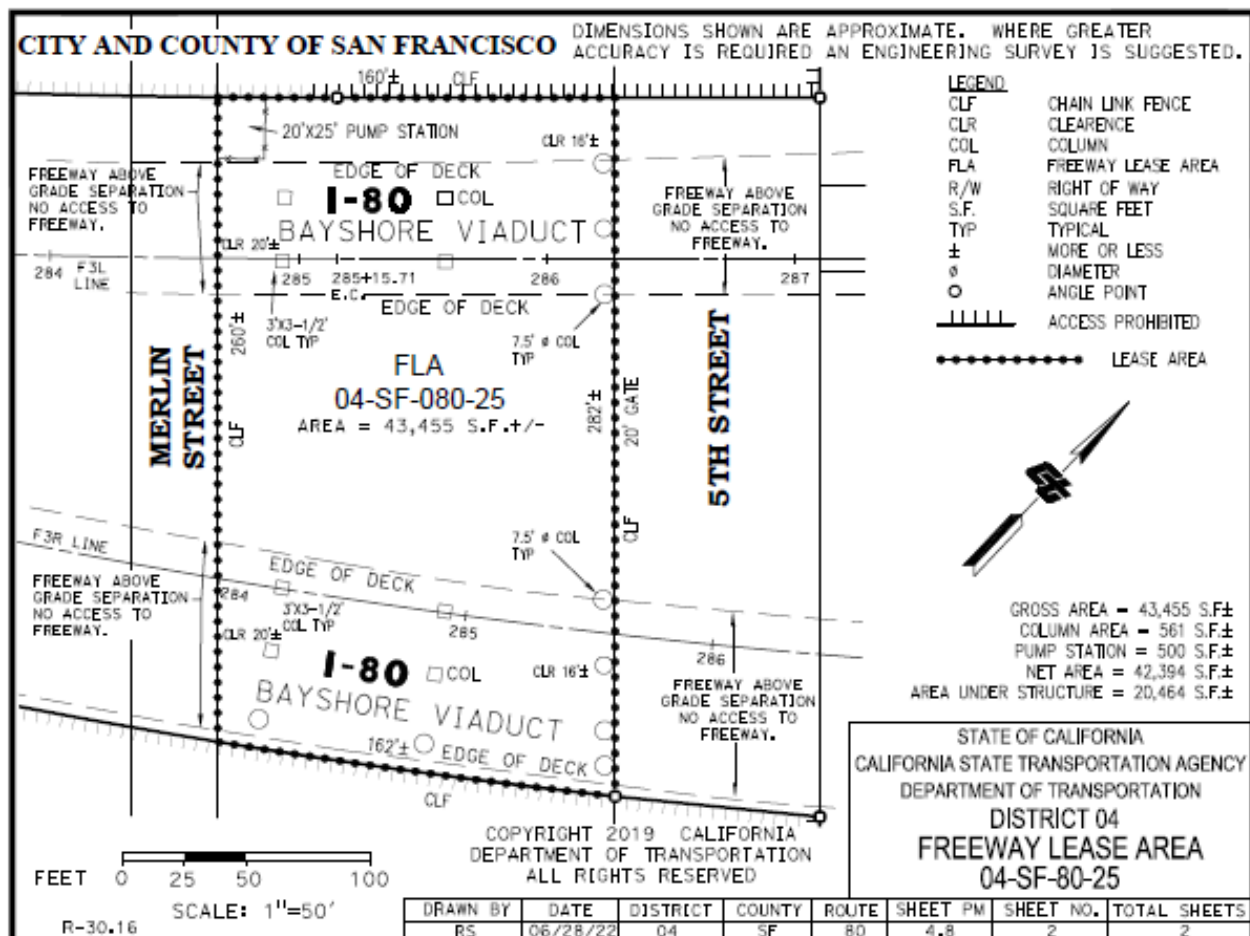 CITY AND COUNTY OF SAN FRANCISCO
DIMENSIONS SHOWN ARE APPROXIMATE. WHERE GREATER
ACCURACY IS REQUIRED AN ENGINEERING SURVEY IS SUGGESTED.
160'± CLF
LEGEND
CLF CHAIN LINK FENCE
CLR CLEARENCE
COL COLUMN
FLA FREEWAY LEASE AREA
R/W RIGHT OF WAY
S.F. SQUARE FEET
TYP TYPICAL
± MORE OR LESS
ø DIAMETER
ANGLE POINT
ACCESS PROHIBITED
LEASE AREA
20'X25' PUMP STATION
CLR 16'±
FREEWAY ABOVE
GRADE SEPARATION
NO ACCESS TO
FREEWAY.
EDGE OF DECK
I-80 COL
BAYSHORE VIADUCT
FREEWAY ABOVE
GRADE SEPARATION
NO ACCESS TO
FREEWAY.
CLR 20'±
284 F3L
LINE
285 285+15.71 286 287
E.C.
EDGE OF DECK
3'X3-1/2'
COL TYP
7.5' ø COL
TYP
260'±
CLF
MERLIN
STREET
FLA
04-SF-080-25
AREA = 43,455 S.F.+/-
282'±
20' GATE
CLF
5TH STREET
F3R LINE
7.5' ø COL
TYP
EDGE OF DECK
FREEWAY ABOVE
GRADE SEPARATION
NO ACCESS TO
FREEWAY.
284
3'X3-1/2'
COL TYP
285
286
CLR 20'±
I-80 COL
CLR 16'±
BAYSHORE VIADUCT
FREEWAY ABOVE
GRADE SEPARATION
NO ACCESS TO
FREEWAY.
162'± EDGE OF DECK
CLF
GROSS AREA = 43,455 S.F±
COLUMN AREA = 561 S.F.±
PUMP STATION = 500 S.F.±
NET AREA = 42,394 S.F.±
AREA UNDER STRUCTURE = 20,464 S.F.±
STATE OF CALIFORNIA
CALIFORNIA STATE TRANSPORTATION AGENCY
DEPARTMENT OF TRANSPORTATION
DISTRICT 04
FREEWAY LEASE AREA
04-SF-80-25
COPYRIGHT 2019 CALIFORNIA
DEPARTMENT OF TRANSPORTATION
ALL RIGHTS RESERVED
FEET 0 25 50 100
SCALE: 1"=50'
R-30.16
DRAWN BY DATE DISTRICT COUNTY ROUTE SHEET PM SHEET NO. TOTAL SHEETS
RS 06/28/22 04 SF 80 4.8 2 2